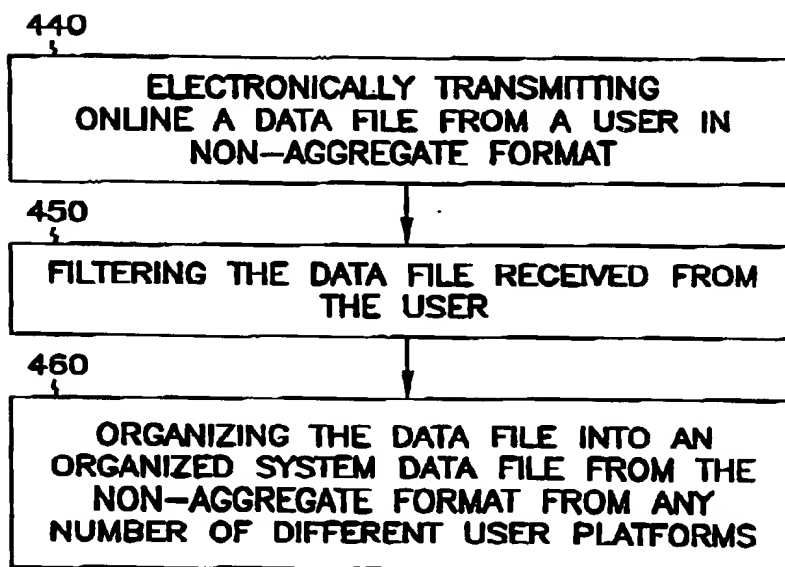 440
ELECTRONICALLY TRANSMITTING
ONLINE A DATA FILE FROM A USER IN
NON-AGGREGATE FORMAT
450
FILTERING THE DATA FILE RECEIVED FROM
THE USER
460
ORGANIZING THE DATA FILE INTO AN
ORGANIZED SYSTEM DATA FILE FROM THE
NON-AGGREGATE FORMAT FROM ANY
NUMBER OF DIFFERENT USER PLATFORMS